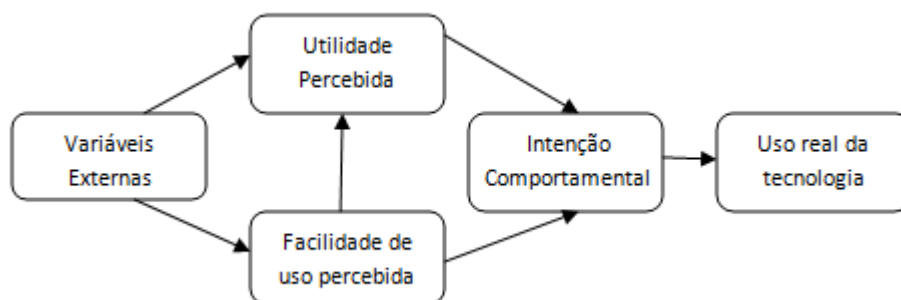 Utilidade
Percebida
Variáveis
Externas
Intenção
Comportamental
Uso real da
tecnologia
Facilidade de
uso percebida